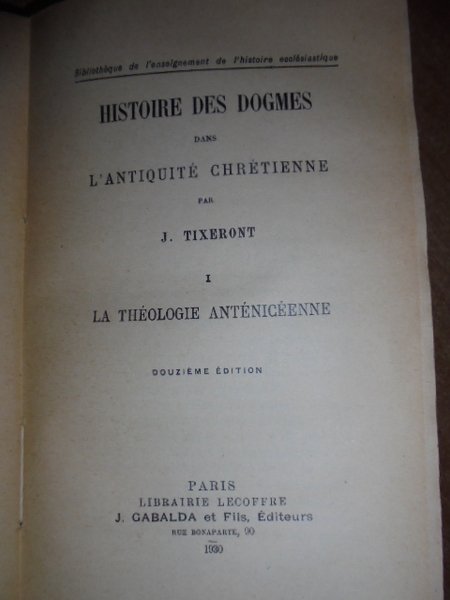 Bibliothèque de l'enseignement de l'histoire ecclésiastique
HISTOIRE DES DOGMES
DANS
L'ANTIQUITÉ CHRÉTIENNE
PAR
J. TIXERONT
I
LA THÉOLOGIE ANTÉNICÉENNE
DOUZIÈME ÉDITION
PARIS
LIBRAIRIE LECOFFRE
J. GABALDA et Fils, Éditeurs
RUE BONAPARTE, 90
1930